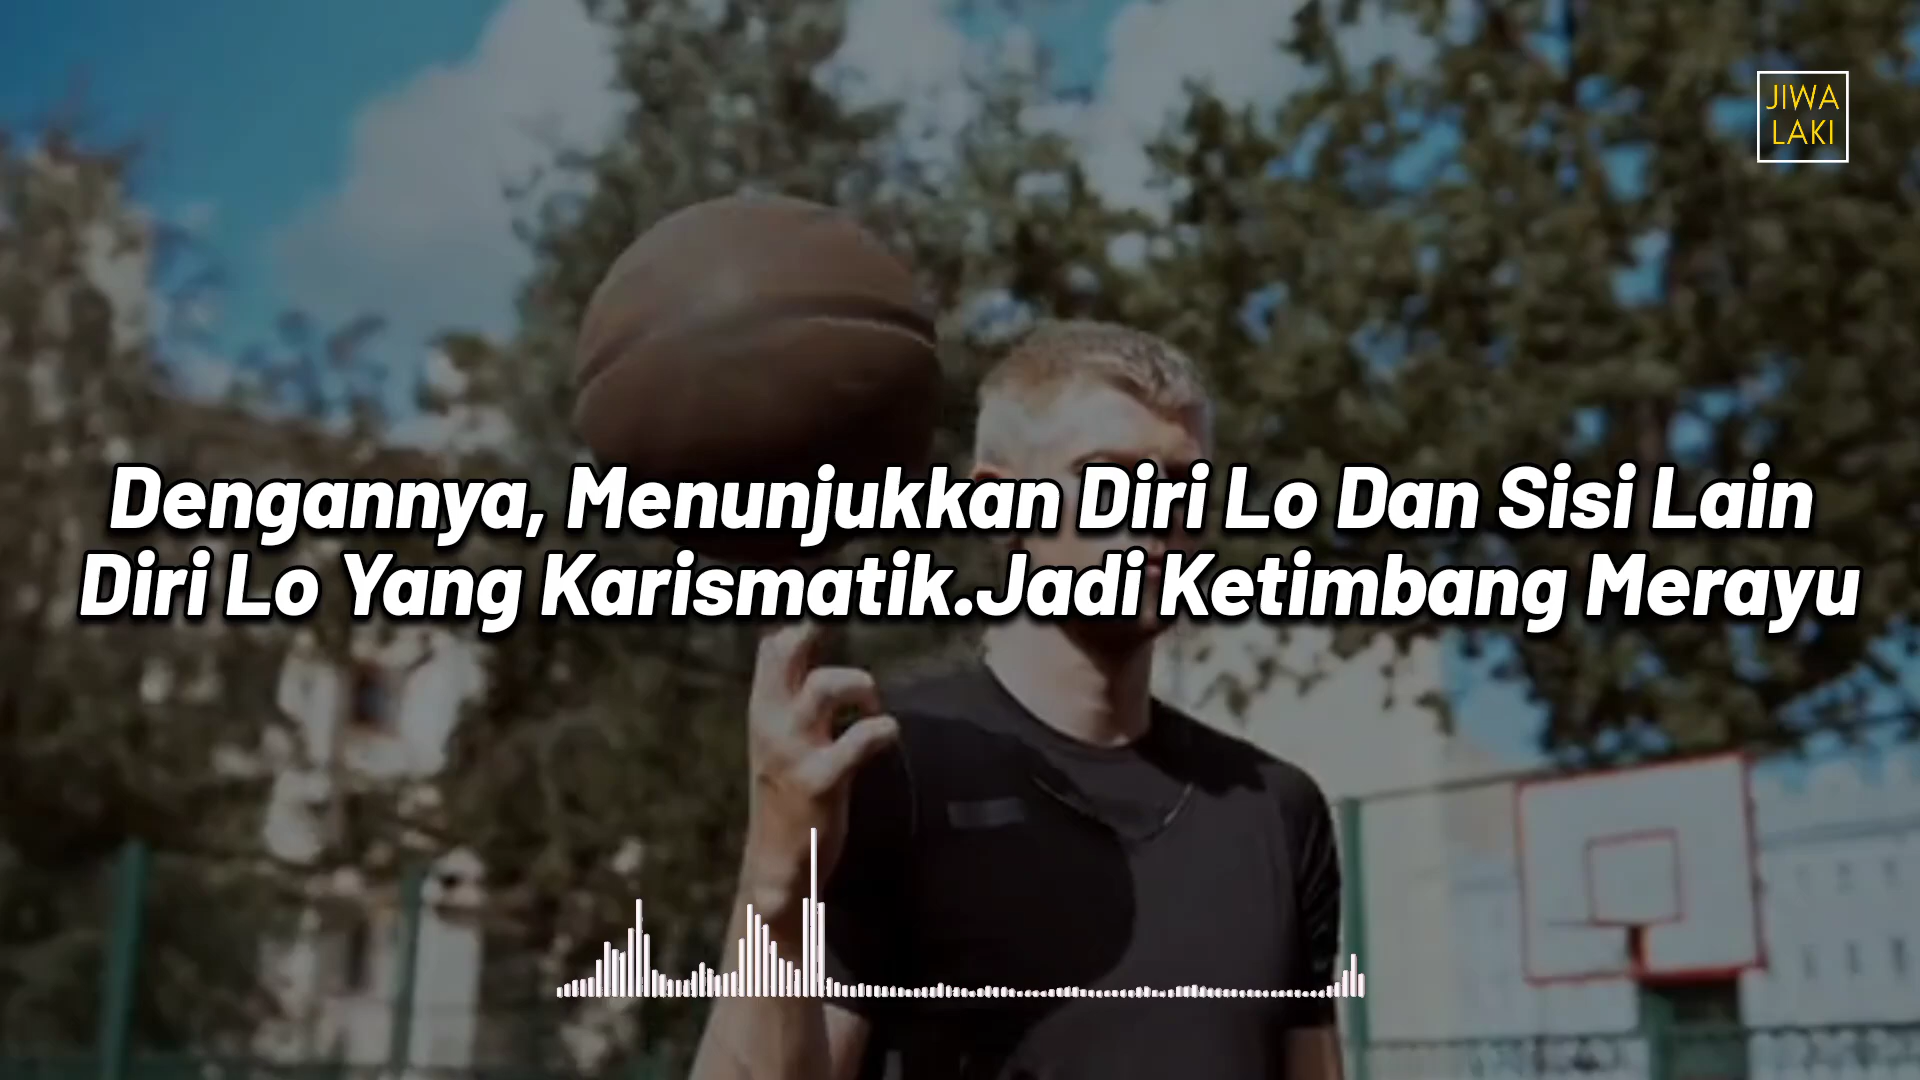 JIWA
LAKI
Dengannya, Menunjukkan Diri Lo Dan Sisi Lain
Diri Lo Yang Karismatik.Jadi Ketimbang Merayu